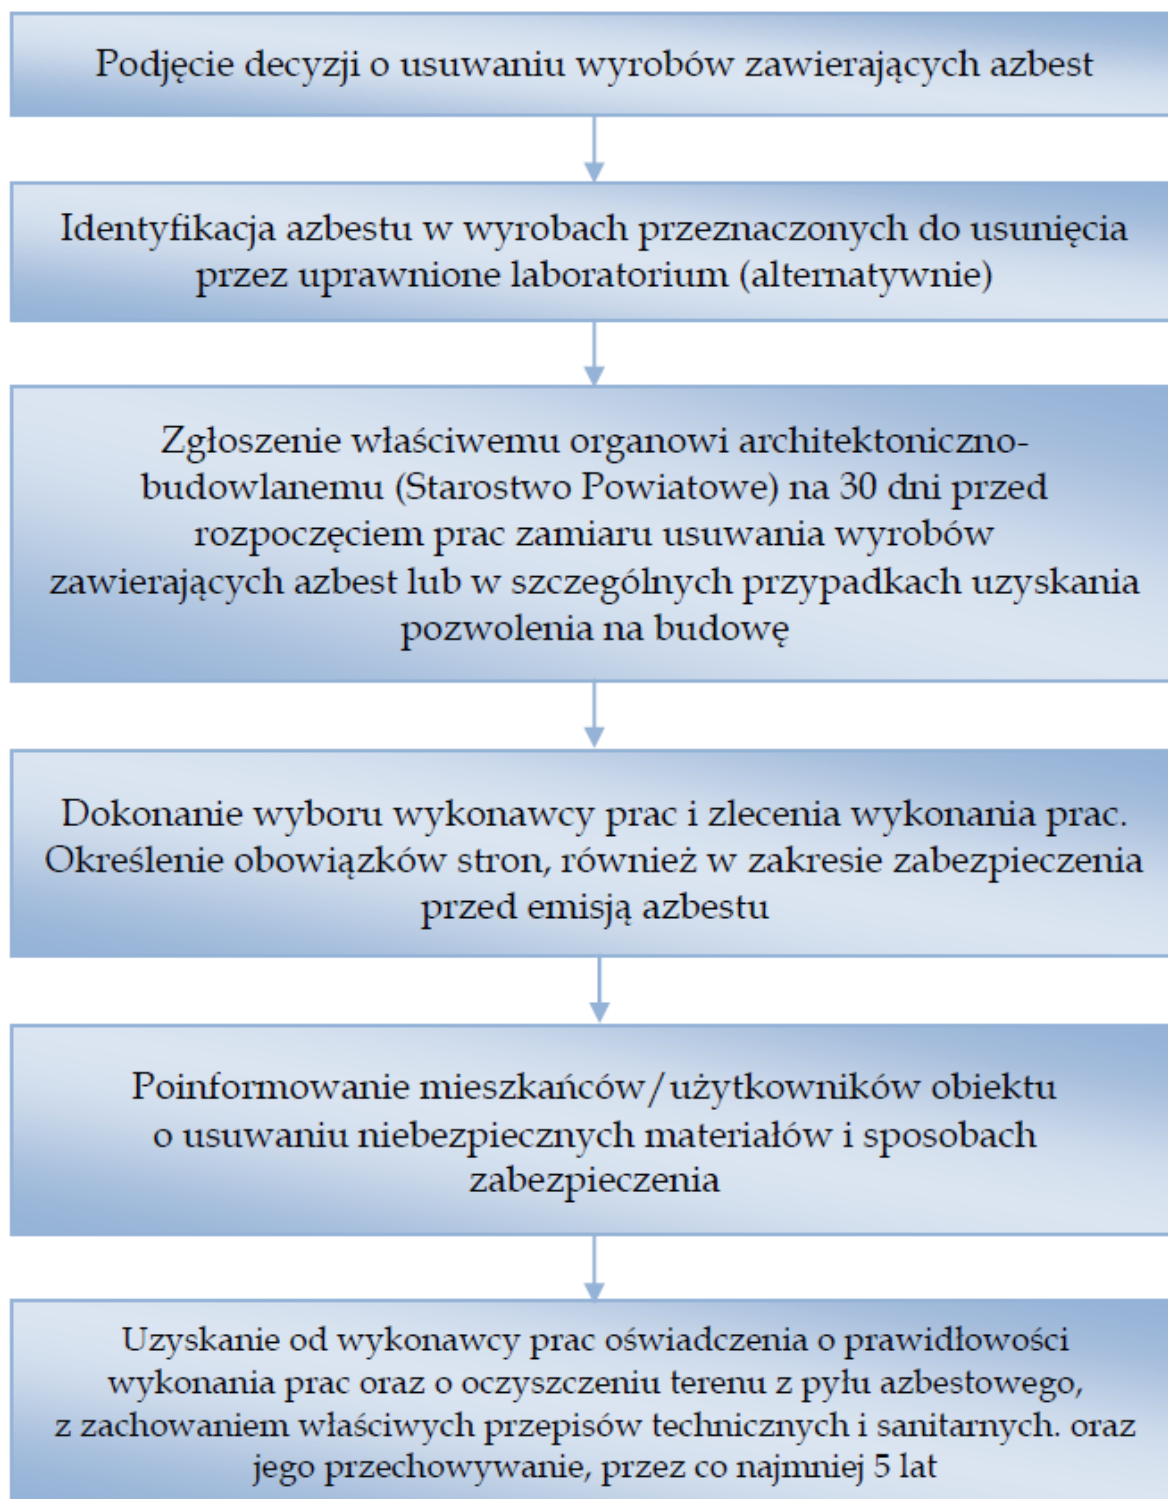 Podjęcie decyzji o usuwaniu wyrobów zawierających azbest
Identyfikacja azbestu w wyrobach przeznaczonych do usunięcia
przez uprawnione laboratorium (alternatywnie)
Zgłoszenie właściwemu organowi architektoniczno-
budowlanemu (Starostwo Powiatowe) na 30 dni przed
rozpoczęciem prac zamiaru usuwania wyrobów
zawierających azbest lub w szczególnych przypadkach uzyskania
pozwolenia na budowę
Dokonanie wyboru wykonawcy prac i zlecenia wykonania prac.
Określenie obowiązków stron, również w zakresie zabezpieczenia
przed emisją azbestu
Poinformowanie mieszkańców/użytkowników obiektu
o usuwaniu niebezpiecznych materiałów i sposobach
zabezpieczenia
Uzyskanie od wykonawcy prac oświadczenia o prawidłowości
wykonania prac oraz o oczyszczeniu terenu z pyłu azbestowego,
z zachowaniem właściwych przepisów technicznych i sanitarnych. oraz
jego przechowywanie, przez co najmniej 5 lat